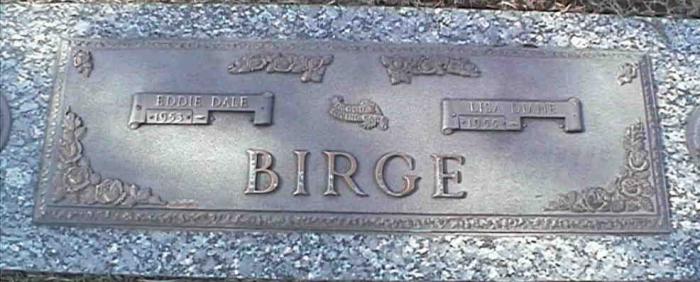 EDDIE DALE
1953 –
LISA DIANE
BIRGE